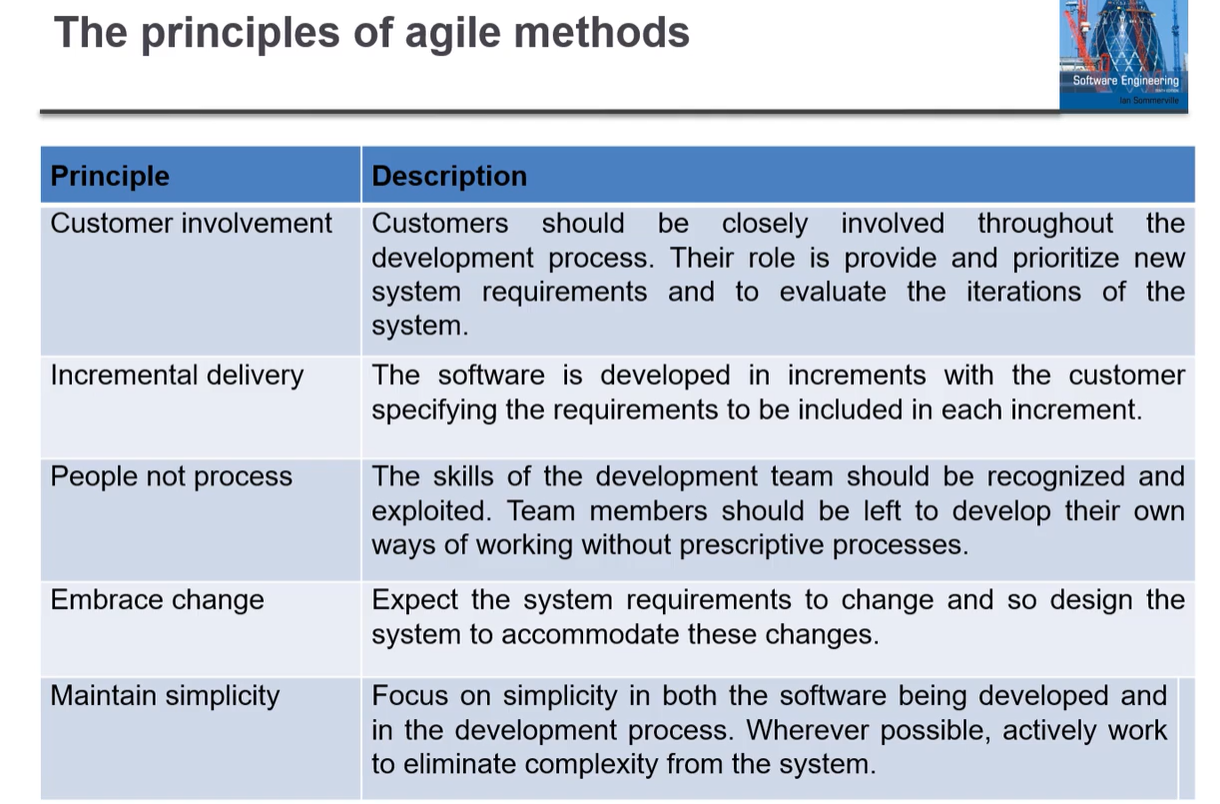 The principles of agile methods
Software Engineering
Ian Sommerville
Principle
Description
Customer involvement
Customers should be closely involved throughout the
development process. Their role is provide and prioritize new
system requirements and to evaluate the iterations of the
system.
Incremental delivery
The software is developed in increments with the customer
specifying the requirements to be included in each increment.
People not process
The skills of the development team should be recognized and
exploited. Team members should be left to develop their own
ways of working without prescriptive processes.
Embrace change
Expect the system requirements to change and so design the
system to accommodate these changes.
Maintain simplicity
Focus on simplicity in both the software being developed and
in the development process. Wherever possible, actively work
to eliminate complexity from the system.